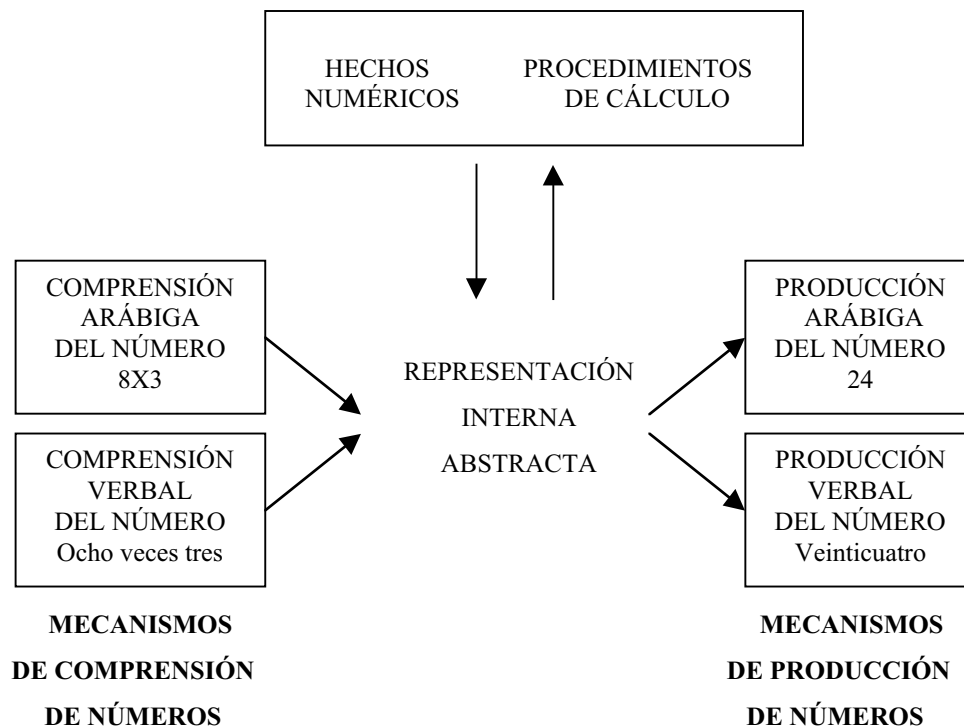 HECHOS
NUMÉRICOS
PROCEDIMIENTOS
DE CÁLCULO
COMPRENSIÓN
ARÁBIGA
DEL NÚMERO
8X3
COMPRENSIÓN
VERBAL
DEL NÚMERO
Ocho veces tres
MECANISMOS
DE COMPRENSIÓN
DE NÚMEROS
REPRESENTACIÓN
INTERNA
ABSTRACTA
PRODUCCIÓN
ARÁBIGA
DEL NÚMERO
24
PRODUCCIÓN
VERBAL
DEL NÚMERO
Veinticuatro
MECANISMOS
DE PRODUCCIÓN
DE NÚMEROS